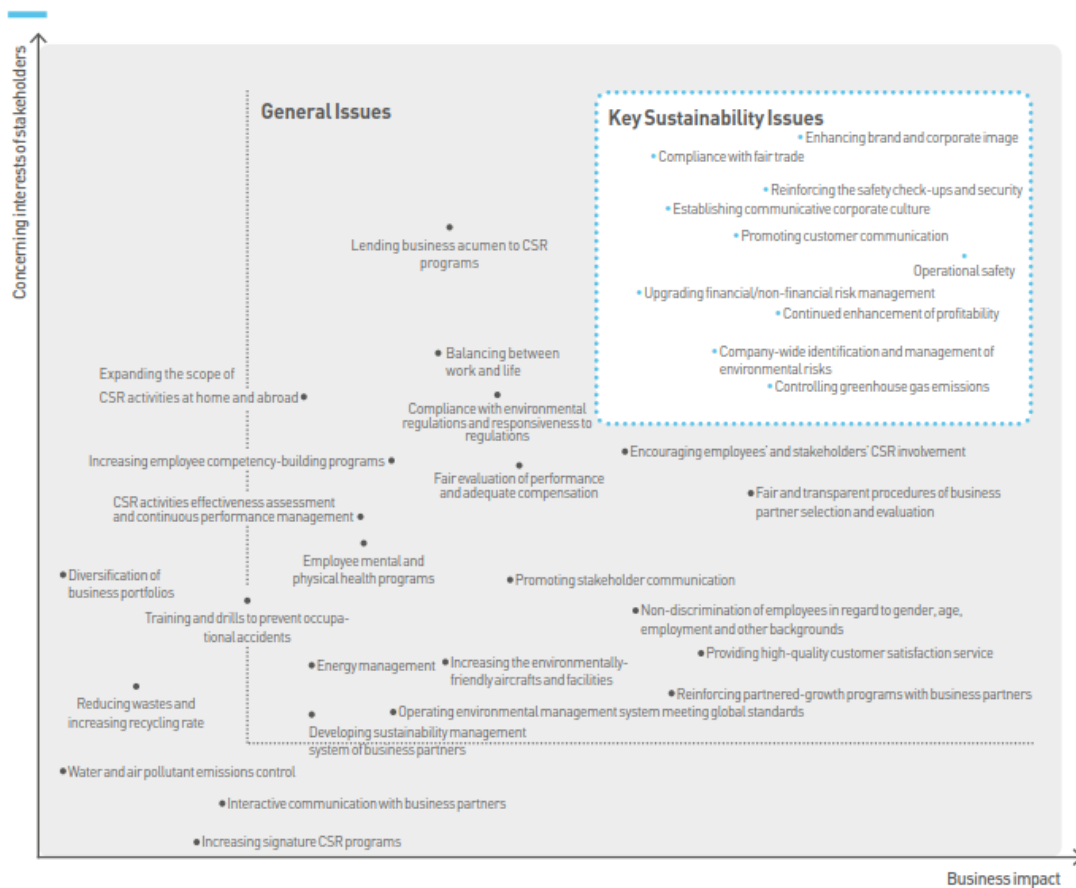 Concerning interests of stakeholders
General Issues
Key Sustainability Issues
Enhancing brand and corporate image
Compliance with fair trade
Reinforcing the safety check-ups and security
Establishing communicative corporate culture
Promoting customer communication
Operational safety
Upgrading financial/non-financial risk management
Continued enhancement of profitability
Company-wide identification and management of
environmental risks
Controlling greenhouse gas emissions
Lending business acumen to CSR
programs
Balancing between
work and life
Expanding the scope of
CSR activities at home and abroad
Compliance with environmental
regulations and responsiveness to
regulations
Encouraging employees' and stakeholders' CSR involvement
Increasing employee competency-building programs
Fair evaluation of performance
and adequate compensation
Fair and transparent procedures of business
partner selection and evaluation
CSR activities effectiveness assessment
and continuous performance management
Employee mental and
physical health programs
Diversification of
business portfolios
Promoting stakeholder communication
Training and drills to prevent occupa-
tional accidents
Non-discrimination of employees in regard to gender, age,
employment and other backgrounds
Providing high-quality customer satisfaction service
Energy management
Increasing the environmentally-
friendly aircrafts and facilities
Reducing wastes and
increasing recycling rate
Reinforcing partnered-growth programs with business partners
Operating environmental management system meeting global standards
Developing sustainability management
system of business partners
Water and air pollutant emissions control
Interactive communication with business partners
Increasing signature CSR programs
Business impact